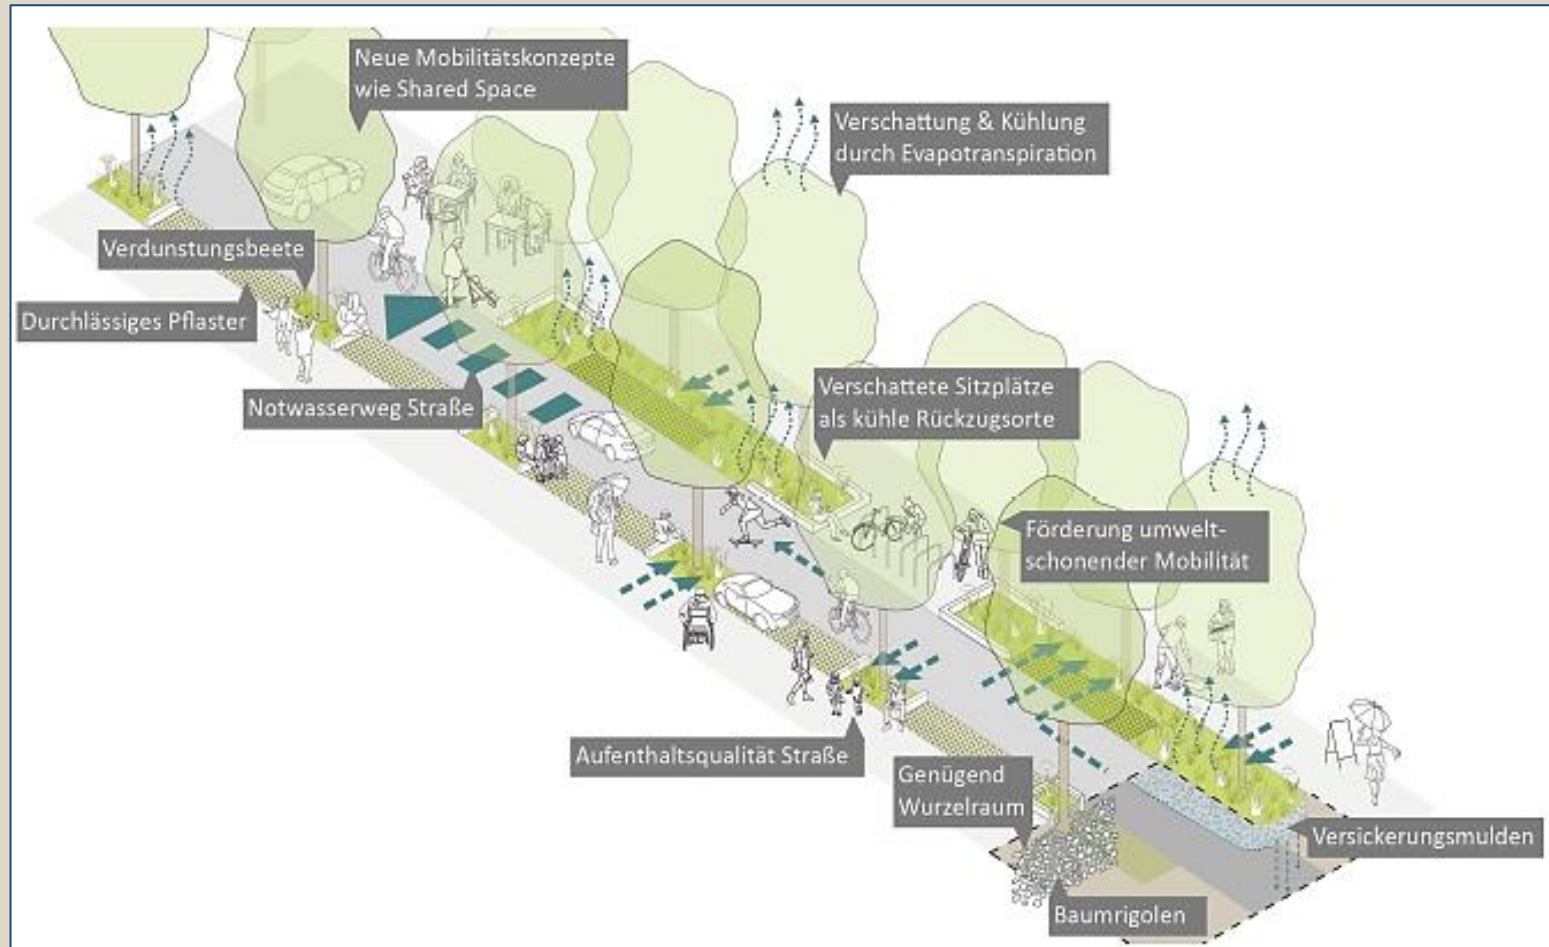 Neue Mobilitätskonzepte
wie Shared Space
Verschattung & Kühlung
durch Evapotranspiration
Verdunstungsbeete
Durchlässiges Pflaster
Notwasserweg Straße
Verschattete Sitzplätze
als kühle Rückzugsorte
Förderung umwelt-
schonender Mobilität
Aufenthaltsqualität Straße
Genügend
Wurzelraum
Versickerungsmulden
Baumrigolen